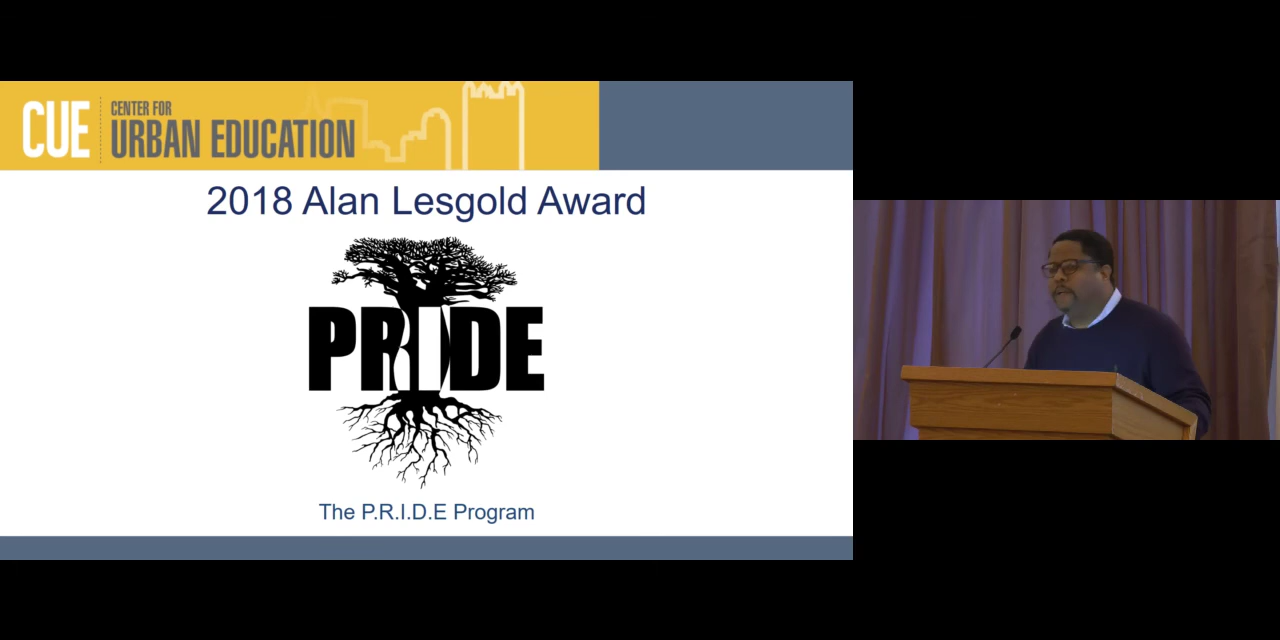 CUE
CENTER FOR
URBAN EDUCATION
2018 Alan Lesgold Award
PRIDE
The P.R.I.D.E Program